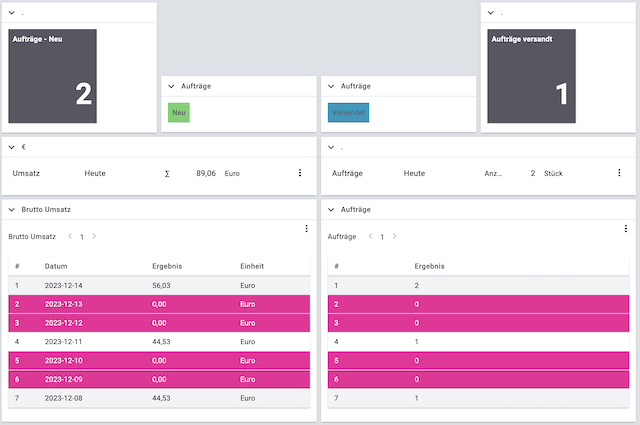 .
Aufträge - Neu
2
Aufträge
Neu
Aufträge
Versendet
.
Aufträge versandt
1
€
Umsatz Heute Σ 89,06 Euro
.
Aufträge Heute Anz... 2 Stück
Brutto Umsatz
Brutto Umsatz 1
# Datum Ergebnis Einheit
1 2023-12-14 56,03 Euro
2 2023-12-13 0,00 Euro
3 2023-12-12 0,00 Euro
4 2023-12-11 44,53 Euro
5 2023-12-10 0,00 Euro
6 2023-12-09 0,00 Euro
7 2023-12-08 44,53 Euro
Aufträge
Aufträge 1
# Ergebnis
1 2
2 0
3 0
4 1
5 0
6 0
7 1